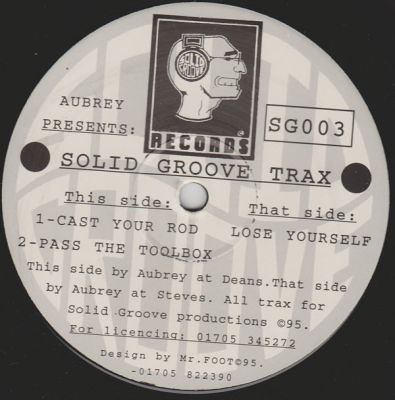 SOLID
GROOVE
RECORDS
AUBREY
PRESENTS:
SG003
SOLID GROOVE TRAX
This side:
1-CAST YOUR ROD
2-PASS THE TOOLBOX
That side:
LOSE YOURSELF
This side by Aubrey at Deans.That side
by Aubrey at Steves. All trax for
Solid Groove productions ©95.
For licencing: 01705 345272
Design by Mr.FOOT©95.
-01705 822390